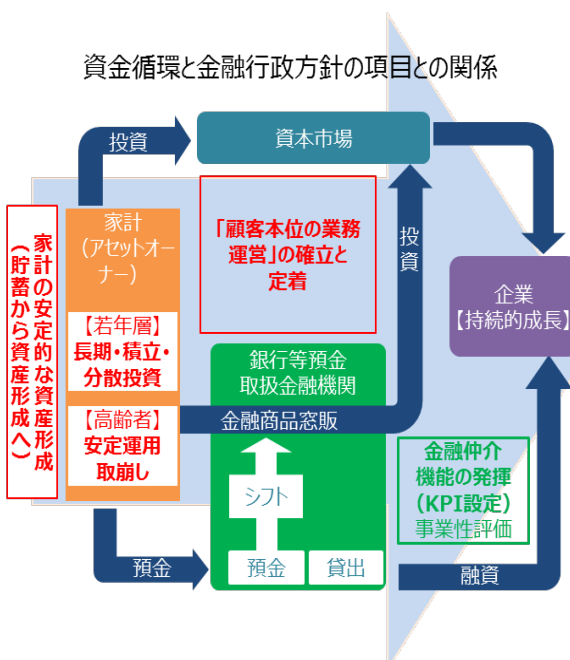 資金循環と金融行政方針の項目との関係
投資
資本市場
家計の安定的な資産形成
(貯蓄から資産形成へ)
家計
(アセットオー
ナー)
「顧客本位の業務
運営」の確立と
定着
投資
企業
【持続的成長】
【若年層】
長期・積立・
分散投資
銀行等預金
取扱金融機関
【高齢者】
安定運用
取崩し
金融商品窓販
金融仲介
機能の発揮
(KPI設定)
事業性評価
シフト
預金
預金
貸出
融資